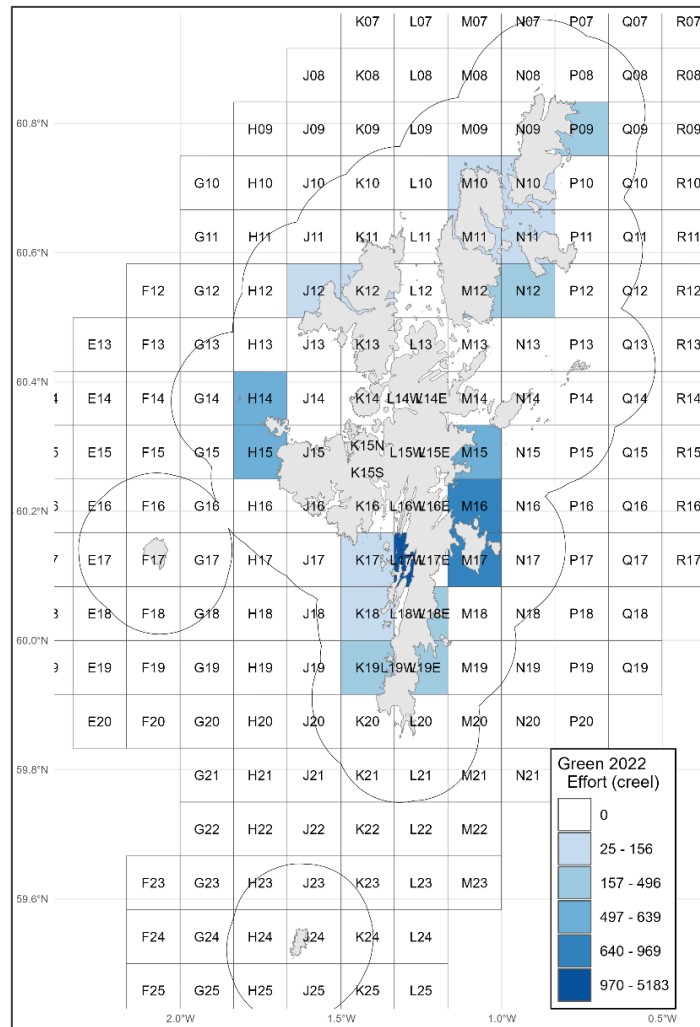 K07 L07 M07 N07 P07 Q07 R07
J08 K08 L08 M08 N08 P08 Q08 R08
60.8°N
H09 J09 K09 L09 M09 N09 P09 Q09 R09
G10 H10 J10 K10 L10 M10 N10 P10 Q10 R10
60.6°N
G11 H11 J11 K11 L11 M11 N11 P11 Q11 R11
F12 G12 H12 J12 K12 L12 M12 N12 P12 Q12 R12
E13 F13 G13 H13 J13 K13 L13 M13 N13 P13 Q13 R13
60.4°N
4 E14 F14 G14 H14 J14 K14 L14W L14E M14 N14 P14 Q14 R14
K15N
5 E15 F15 G15 H15 J15 L15W L15E M15 N15 P15 Q15 R15
K15S
60.2°N
6 E16 F16 G16 H16 J16 K16 L16W L16E M16 N16 P16 Q16 R16
7 E17 F17 G17 H17 J17 K17 L17W L17E M17 N17 P17 Q17 R17
8 E18 F18 G18 H18 J18 K18 L18W L18E M18 N18 P18 Q18
60.0°N
9 E19 F19 G19 H19 J19 K19 L19W L19E M19 N19 P19 Q19
E20 F20 G20 H20 J20 K20 L20 M20 N20 P20
59.8°N
G21 H21 J21 K21 L21 M21 N21
G22 H22 J22 K22 L22 M22
59.6°N
F23 G23 H23 J23 K23 L23 M23
F24 G24 H24 J24 K24 L24
F25 G25 H25 J25 K25 L25
2.0°W 1.5°W 1.0°W 0.5°W
Green 2022
Effort (creel)
0
25 - 156
157 - 496
497 - 639
640 - 969
970 - 5183